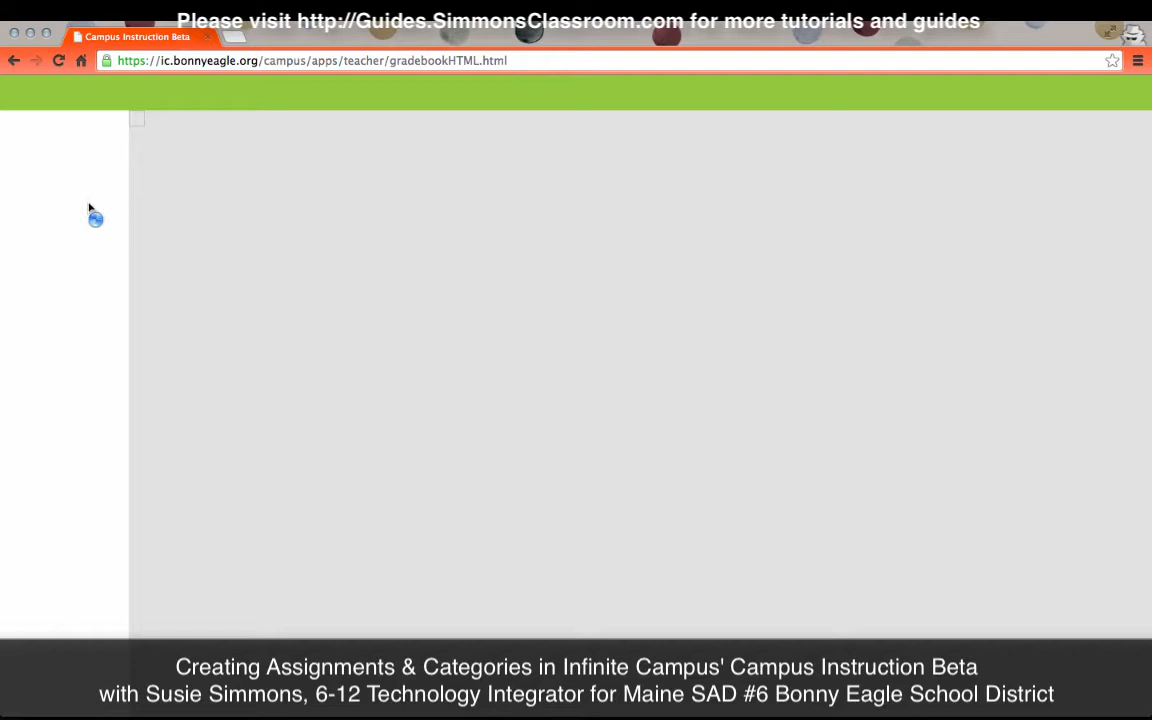 Please visit http://Guides.SimmonsClassroom.com for more tutorials and guides
Campus Instruction Beta
https://ic.bonnyeagle.org/campus/apps/teacher/gradebookHTML.html
Creating Assignments & Categories in Infinite Campus' Campus Instruction Beta
with Susie Simmons, 6-12 Technology Integrator for Maine SAD #6 Bonny Eagle School District